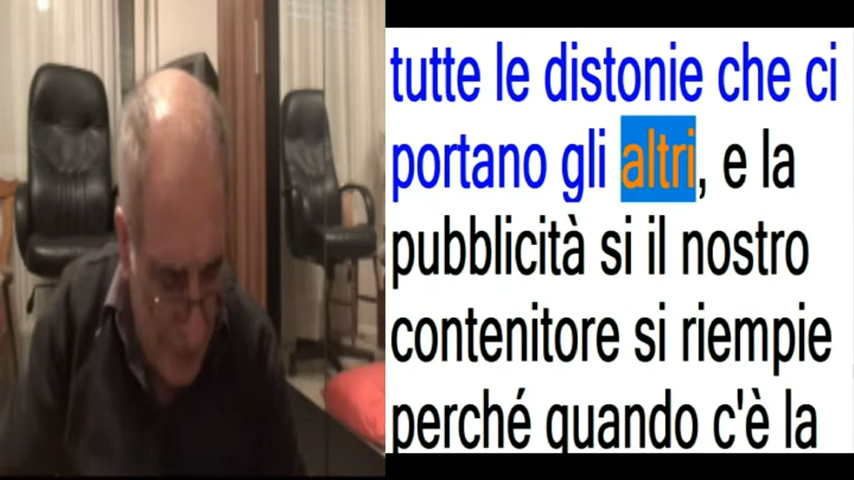 tutte le distonie che ci
portano gli altri, e la
pubblicità si il nostro
contenitore si riempie
perché quando c'è la